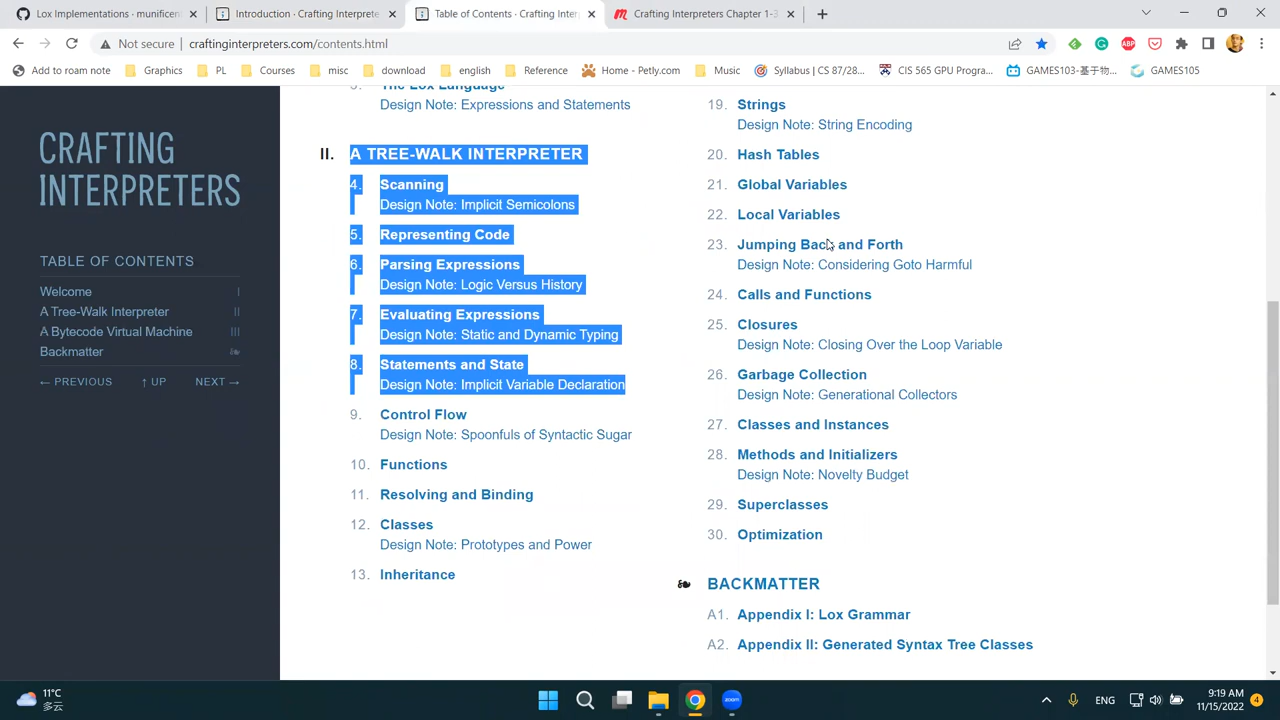 Lox Implementations · munificen
Introduction · Crafting Interprete
Table of Contents · Crafting Inter
Crafting Interpreters Chapter 1-3
Not secure
craftinginterpreters.com/contents.html
Add to roam note
Graphics
PL
Courses
misc
download
english
Reference
Home - Petly.com
Music
Syllabus | CS 87/28...
CIS 565 GPU Progra...
GAMES103-基于物...
GAMES105
CRAFTING
INTERPRETERS
TABLE OF CONTENTS
Welcome I
A Tree-Walk Interpreter II
A Bytecode Virtual Machine III
Backmatter
← PREVIOUS ↑ UP NEXT →
3. The Lox Language
Design Note: Expressions and Statements
II. A TREE-WALK INTERPRETER
4. Scanning
Design Note: Implicit Semicolons
5. Representing Code
6. Parsing Expressions
Design Note: Logic Versus History
7. Evaluating Expressions
Design Note: Static and Dynamic Typing
8. Statements and State
Design Note: Implicit Variable Declaration
9. Control Flow
Design Note: Spoonfuls of Syntactic Sugar
10. Functions
11. Resolving and Binding
12. Classes
Design Note: Prototypes and Power
13. Inheritance
19. Strings
Design Note: String Encoding
20. Hash Tables
21. Global Variables
22. Local Variables
23. Jumping Back and Forth
Design Note: Considering Goto Harmful
24. Calls and Functions
25. Closures
Design Note: Closing Over the Loop Variable
26. Garbage Collection
Design Note: Generational Collectors
27. Classes and Instances
28. Methods and Initializers
Design Note: Novelty Budget
29. Superclasses
30. Optimization
BACKMATTER
A1. Appendix I: Lox Grammar
A2. Appendix II: Generated Syntax Tree Classes
11°C
多云
zoom
ENG
9:19 AM
11/15/2022
4